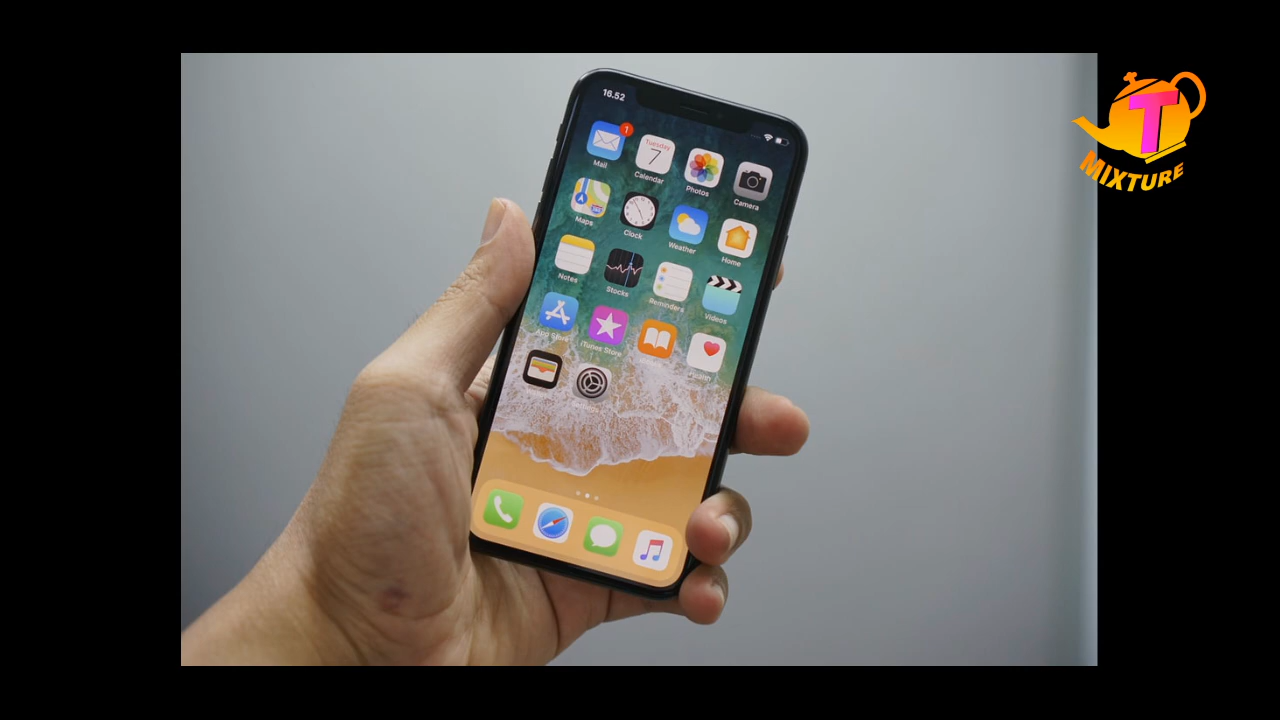 16.52
1
Mail
Tuesday
7
Calendar
Photos
Camera
Maps
Clock
Weather
Home
Notes
Stocks
Reminders
Videos
App Store
iTunes Store
Health
T
MIXTURE